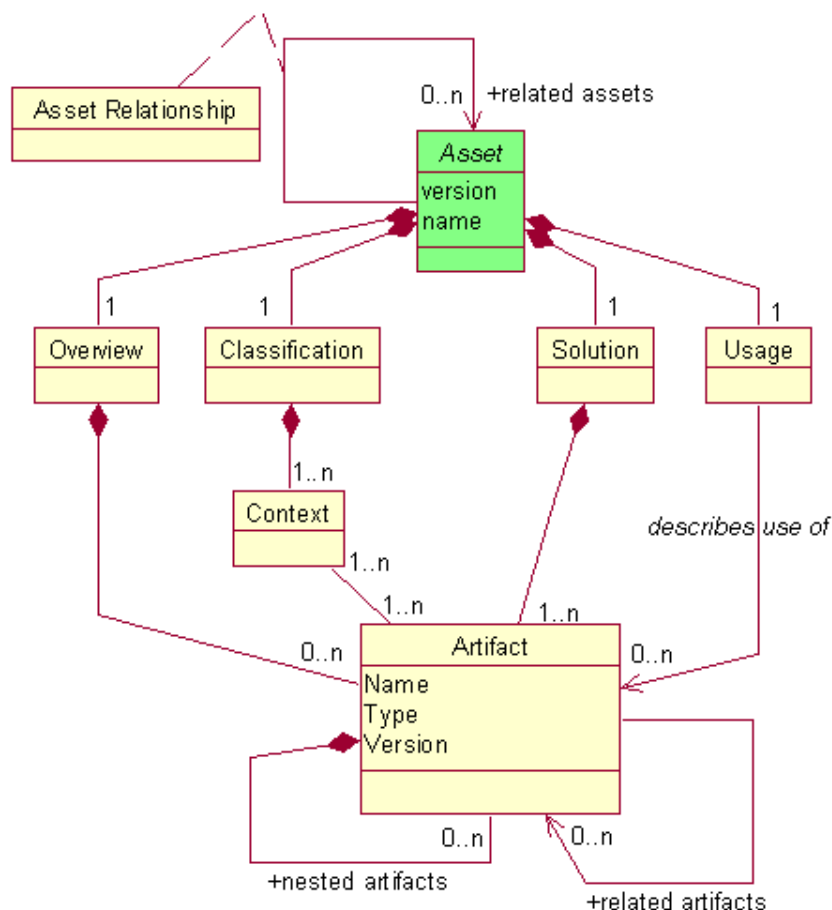 Asset Relationship
0..n
+related assets
Asset
version
name
1
1
1
1
Overview
Classification
Solution
Usage
1..n
Context
describes use of
1..n
1..n
1..n
0..n
0..n
Artifact
Name
Type
Version
0..n
0..n
+nested artifacts
+related artifacts